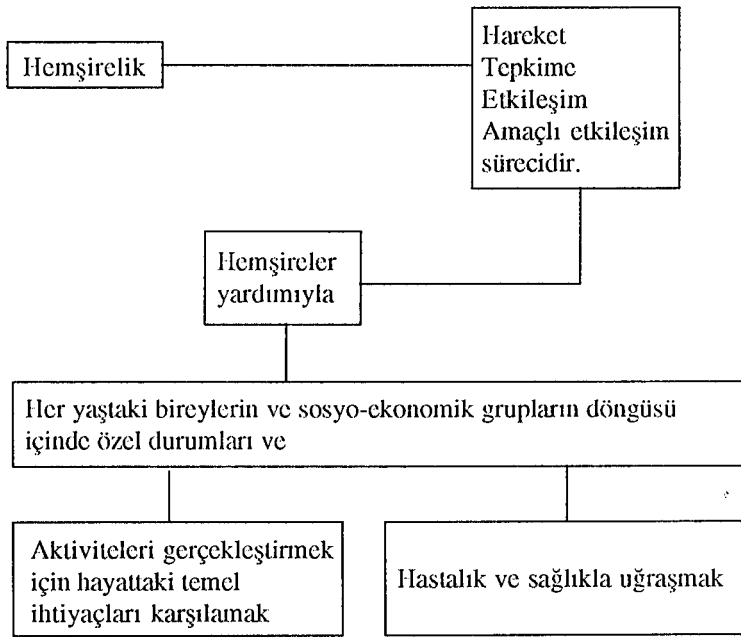 Hemşirelik
Hareket
Tepkime
Etkileşim
Amaçlı etkileşim
sürecidir.
Hemşireler
yardımıyla
Her yaştaki bireylerin ve sosyo-ekonomik grupların döngüsü
içinde özel durumları ve
Aktiviteleri gerçekleştirmek
için hayattaki temel
ihtiyaçları karşılamak
Hastalık ve sağlıkla uğraşmak